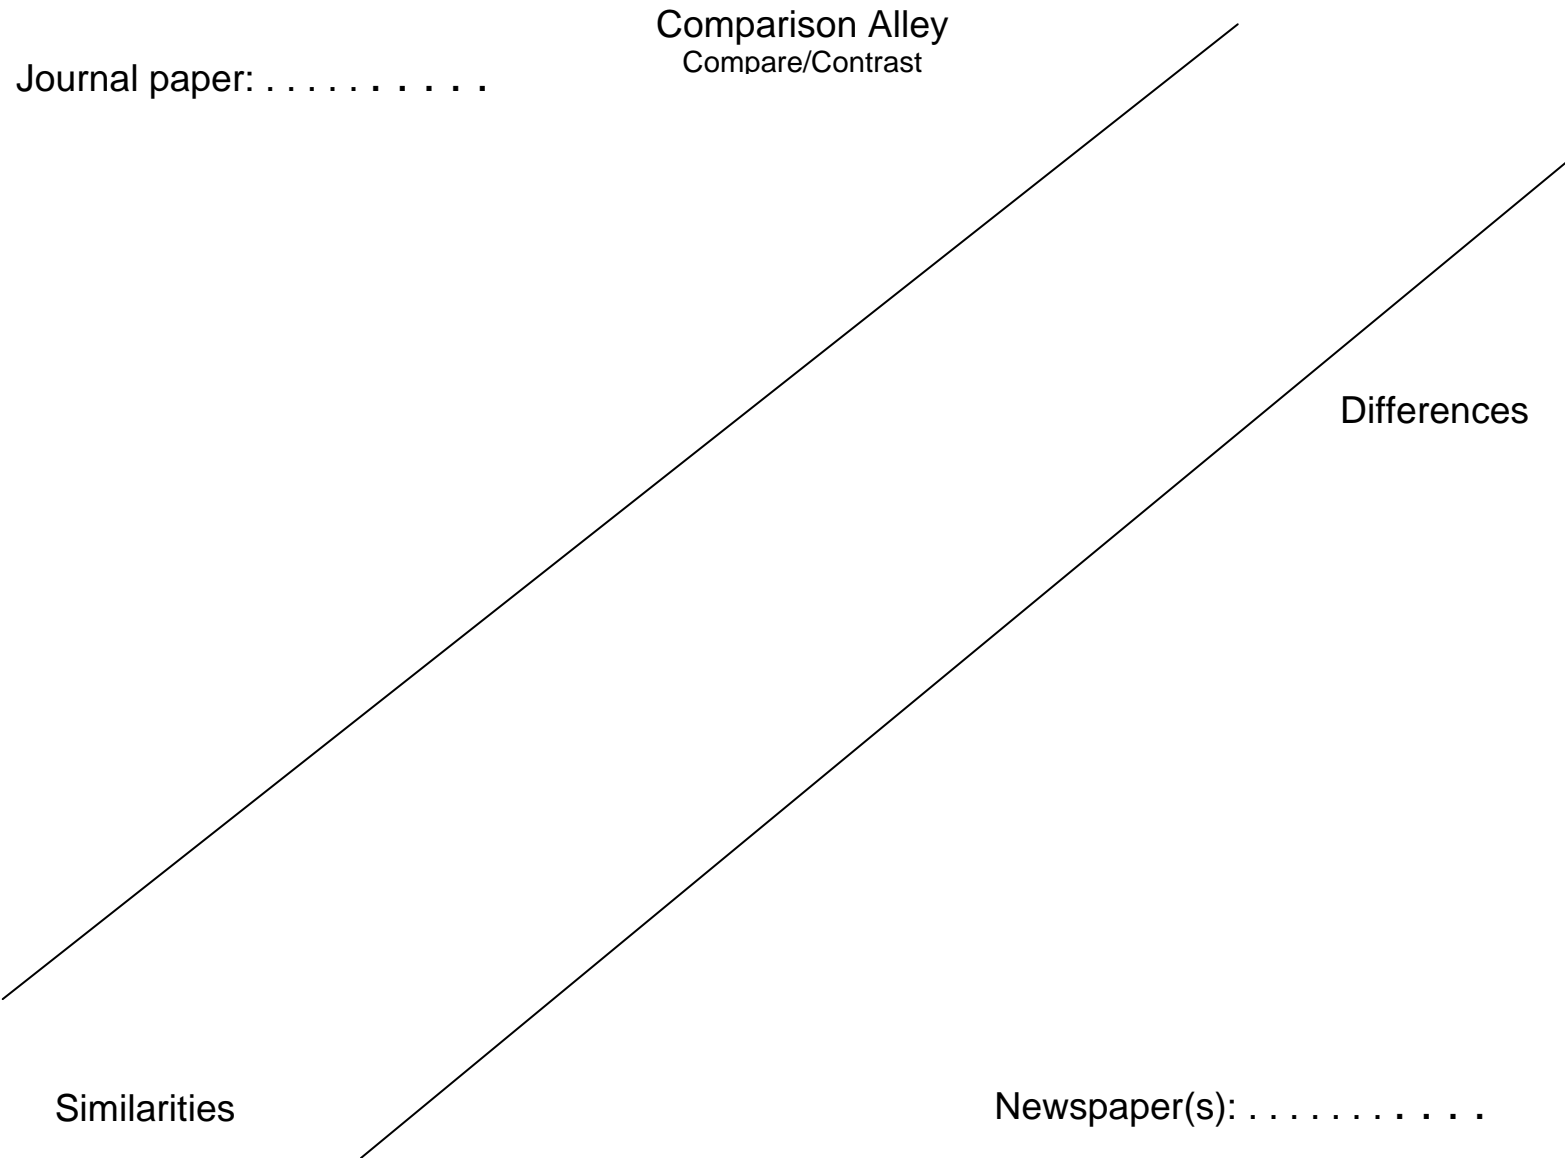 Comparison Alley
Compare/Contrast
Journal paper: . . . . . . . . . .
Differences
Similarities
Newspaper(s): . . . . . . . . . . .